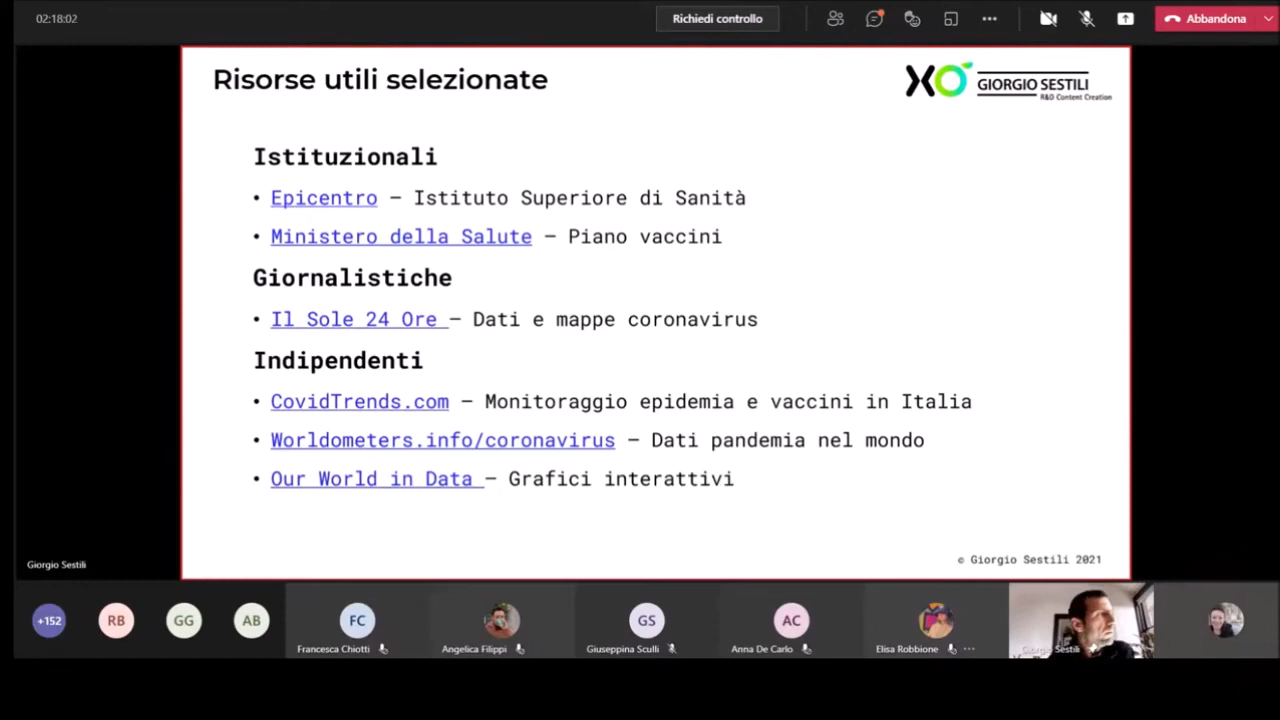 02:18:02
Richiedi controllo
Abbandona
Risorse utili selezionate
XO
GIORGIO SESTILI
R&D Content Creation
Istituzionali
• Epicentro – Istituto Superiore di Sanità
• Ministero della Salute – Piano vaccini
Giornalistiche
• Il Sole 24 Ore – Dati e mappe coronavirus
Indipendenti
• CovidTrends.com – Monitoraggio epidemia e vaccini in Italia
• Worldometers.info/coronavirus – Dati pandemia nel mondo
• Our World in Data – Grafici interattivi
© Giorgio Sestili 2021
Giorgio Sestili
+152
RB
GG
AB
FC
GS
AC
Francesca Chiotti
Angelica Filippi
Giuseppina Sculli
Anna De Carlo
Elisa Robbione
Giorgio Sestili